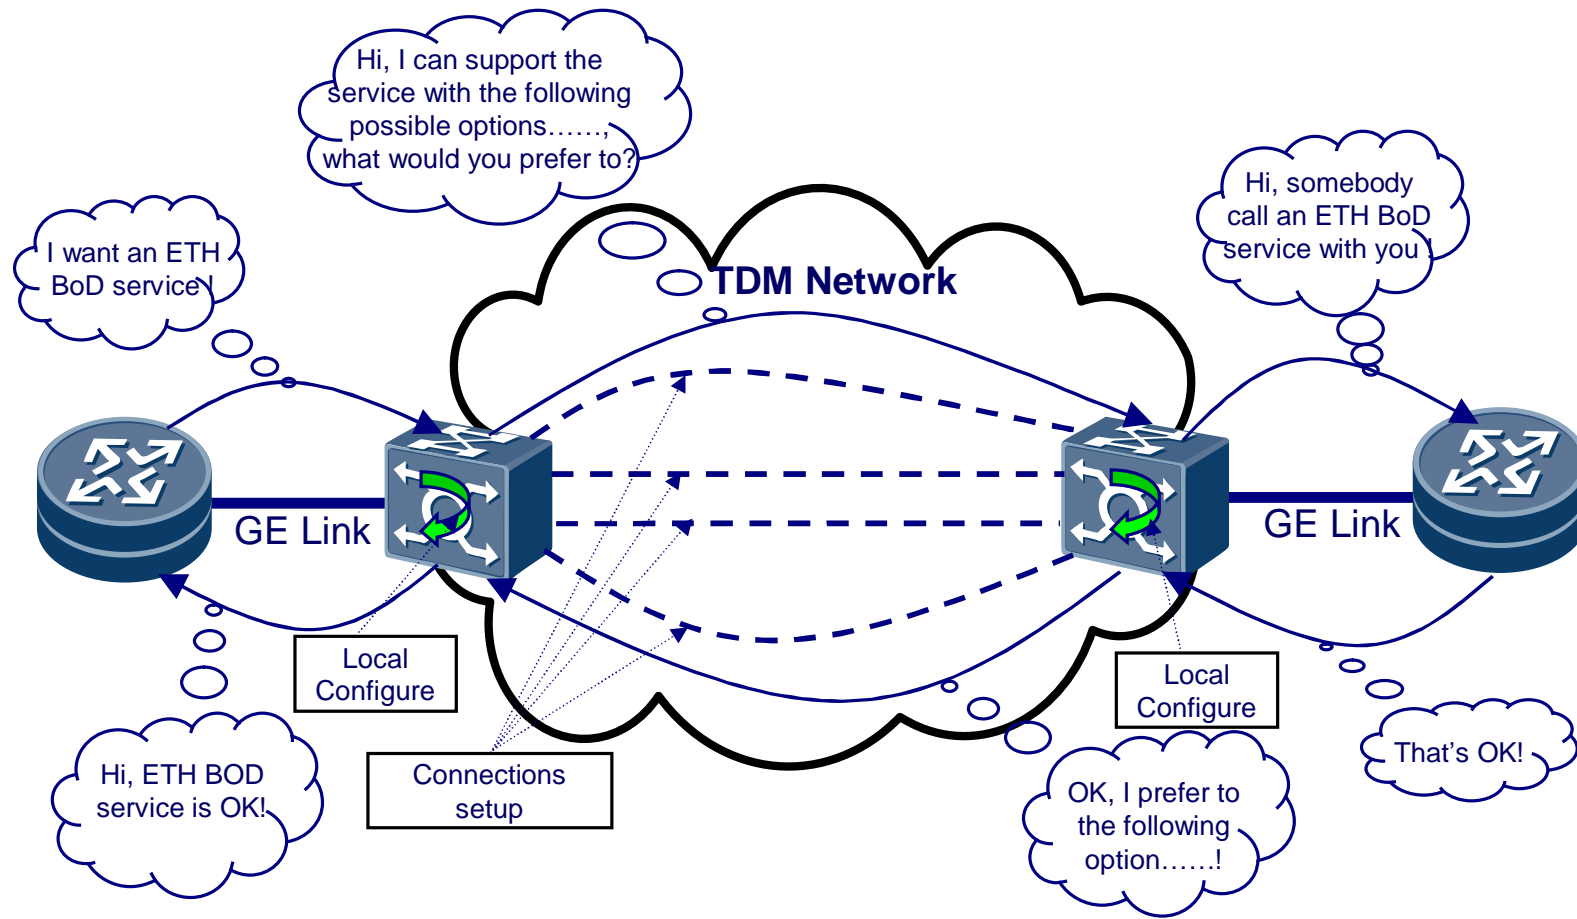 Hi, I can support the
service with the following
possible options……,
what would you prefer to?
Hi, somebody
call an ETH BoD
service with you !
I want an ETH
BoD service !
TDM Network
GE Link
GE Link
Local
Configure
Local
Configure
Connections
setup
Hi, ETH BOD
service is OK!
OK, I prefer to
the following
option……!
That's OK!